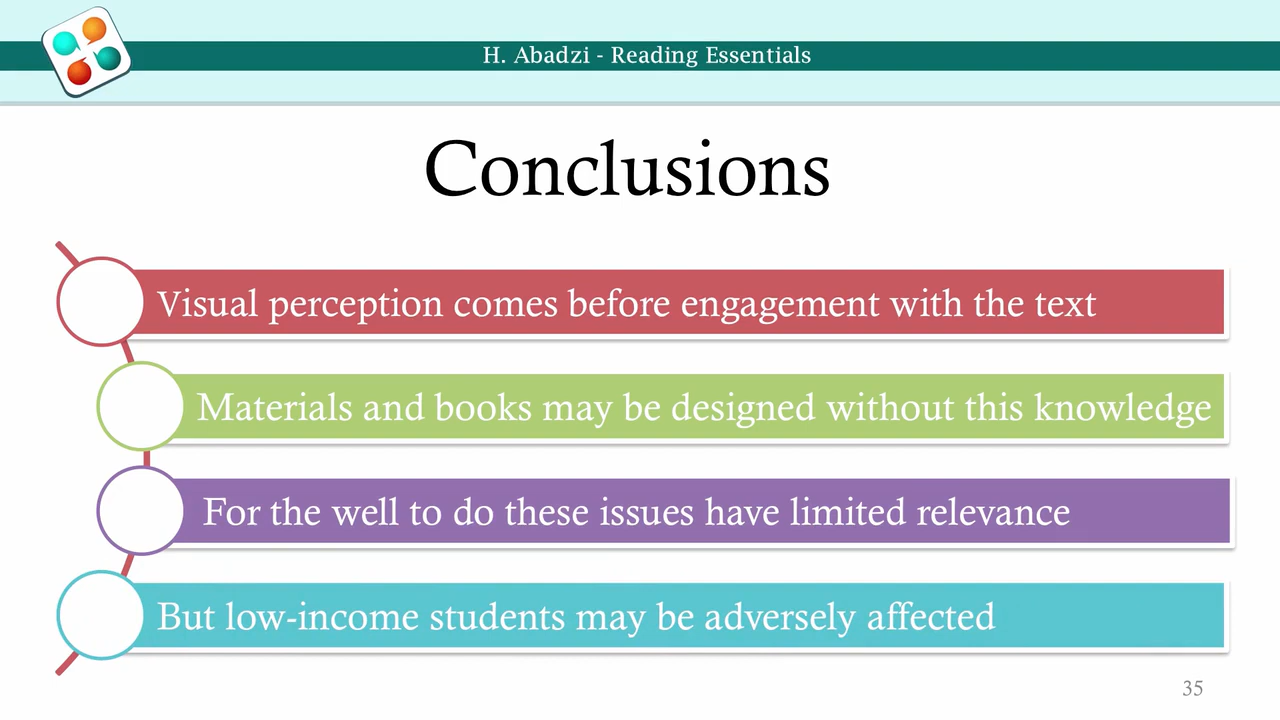 H. Abadzi - Reading Essentials
Conclusions
Visual perception comes before engagement with the text
Materials and books may be designed without this knowledge
For the well to do these issues have limited relevance
But low-income students may be adversely affected
35